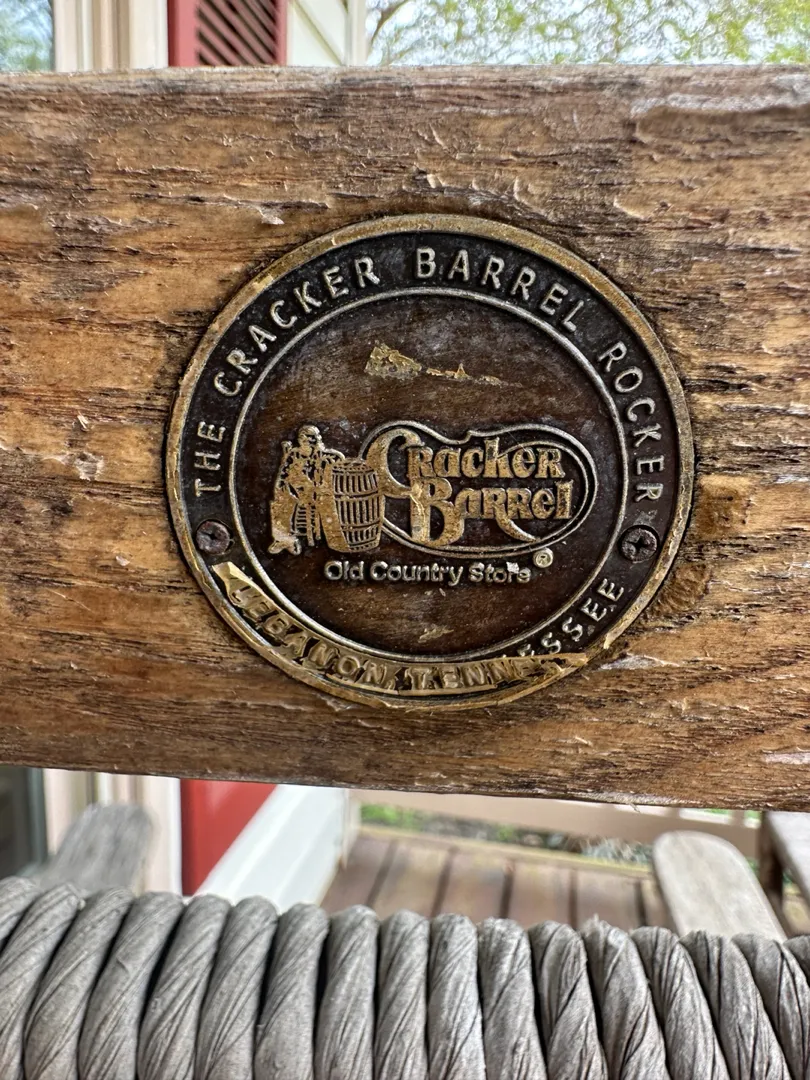 THE CRACKER BARREL ROCKER
Cracker
Barrel
Old Country Store®
LEBANON, TENNESSEE